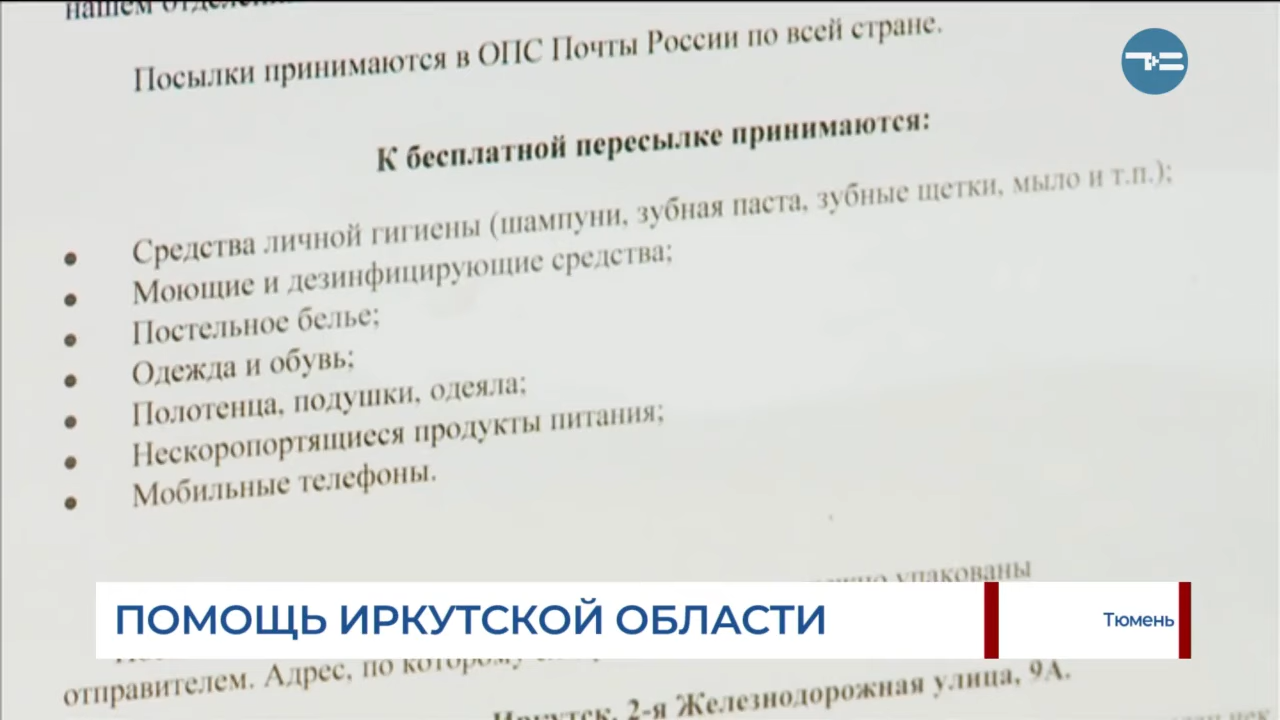 нашем
Посылки принимаются в ОПС Почты России по всей стране.
К бесплатной пересылке принимаются:
Средства личной гигиены (шампуни, зубная паста, зубные щетки, мыло и т.п.);
Моющие и дезинфицирующие средства;
Постельное белье;
Одежда и обувь;
Полотенца, подушки, одеяла;
Нескоропортящиеся продукты питания;
Мобильные телефоны.
упакованы
ПОМОЩЬ ИРКУТСКОЙ ОБЛАСТИ
Тюмень
отправителем. Адрес, по которому
Иркутск, 2-я Железнодорожная улица, 9А.